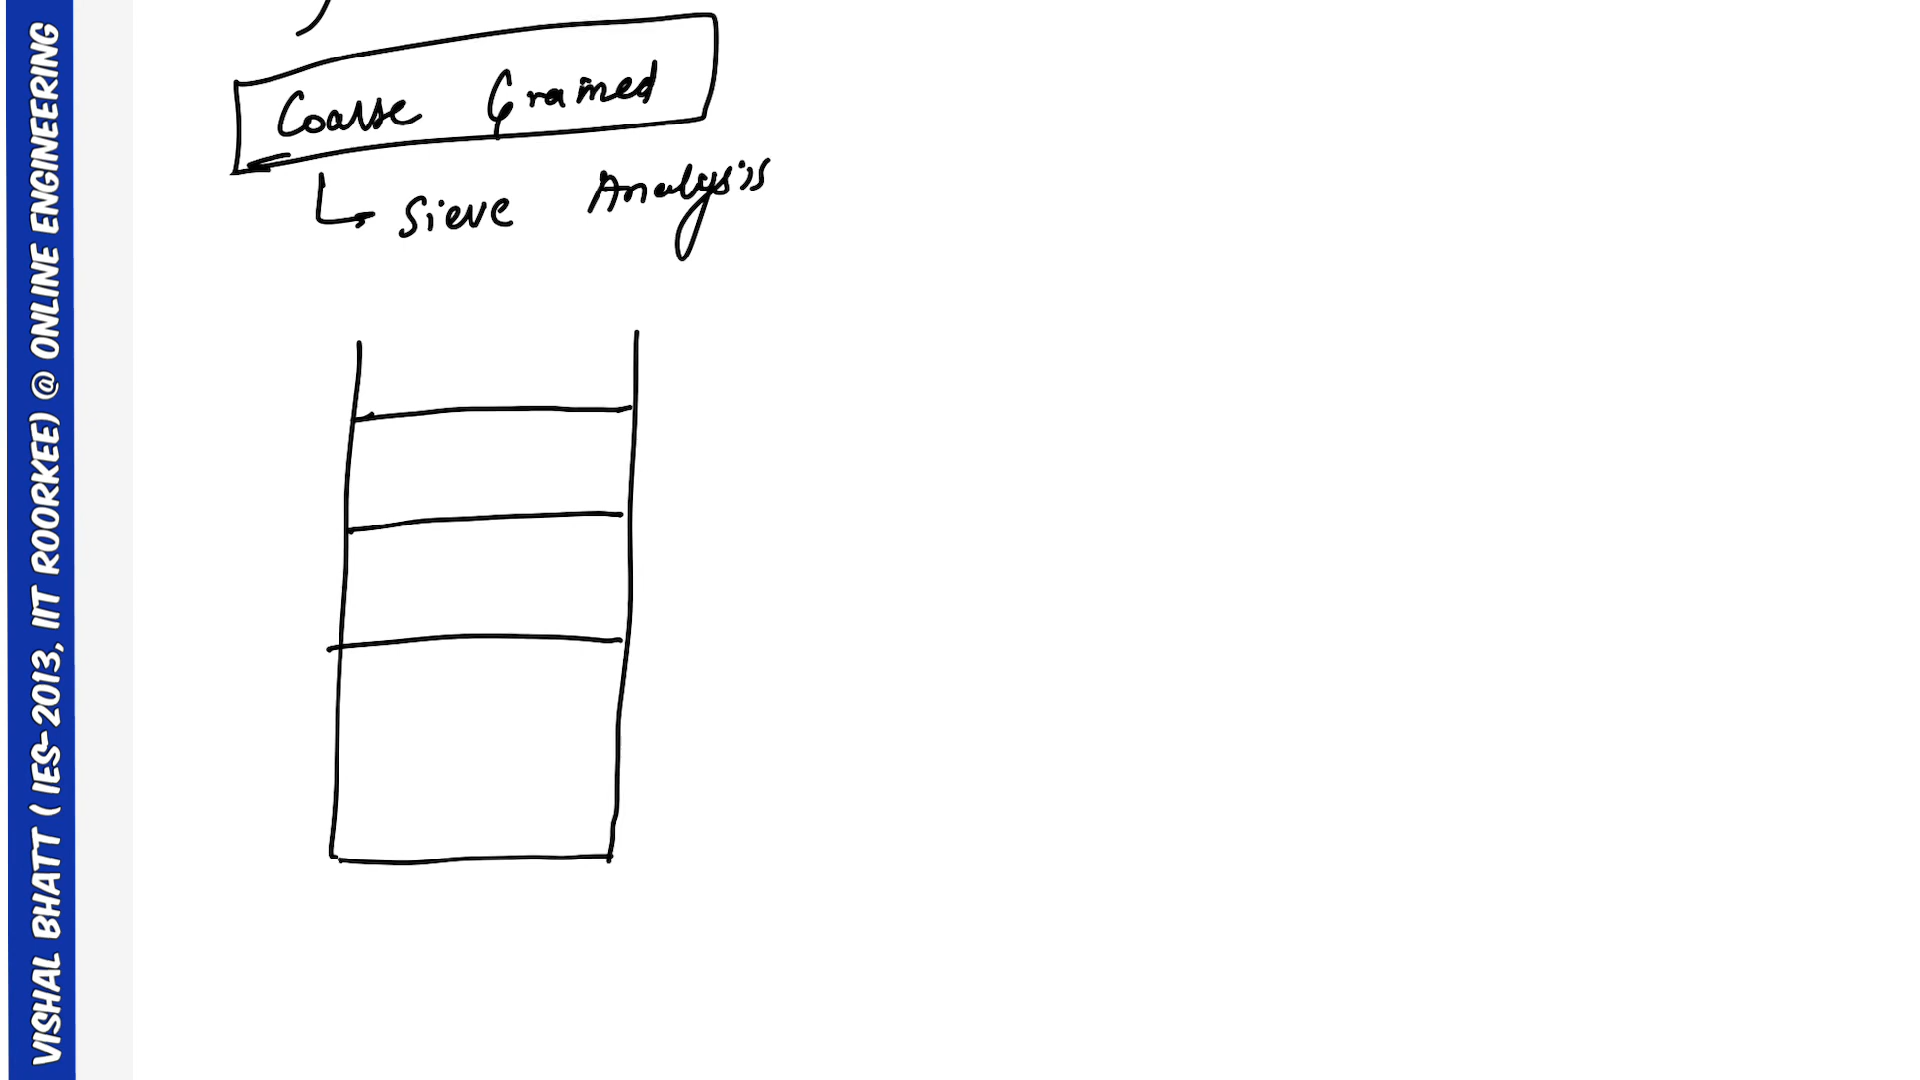 VISHAL BHATT ( IES-2013, IIT ROORKEE) @ ONLINE ENGINEERING
Coarse Grained
Sieve Analysis